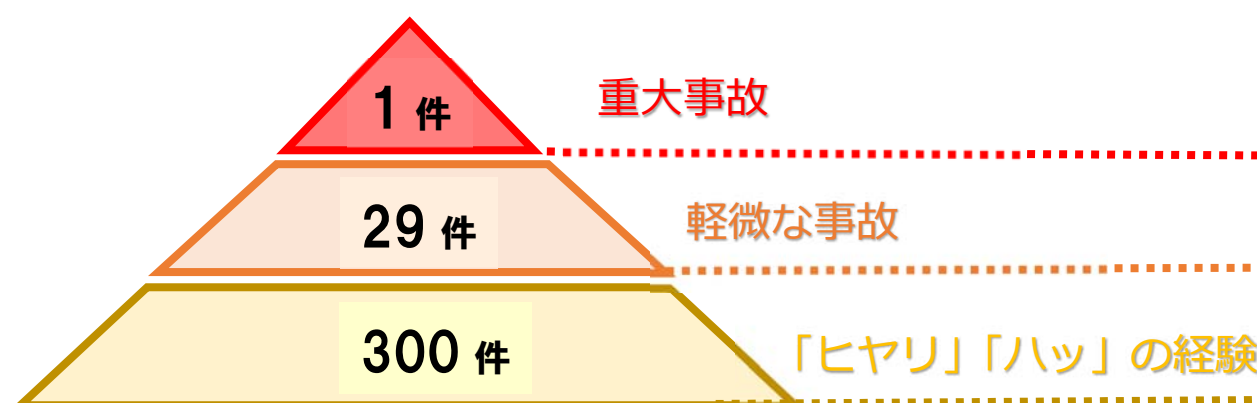 1 件
重大事故
29 件
軽微な事故
300 件
「ヒヤリ」「ハッ」の経験